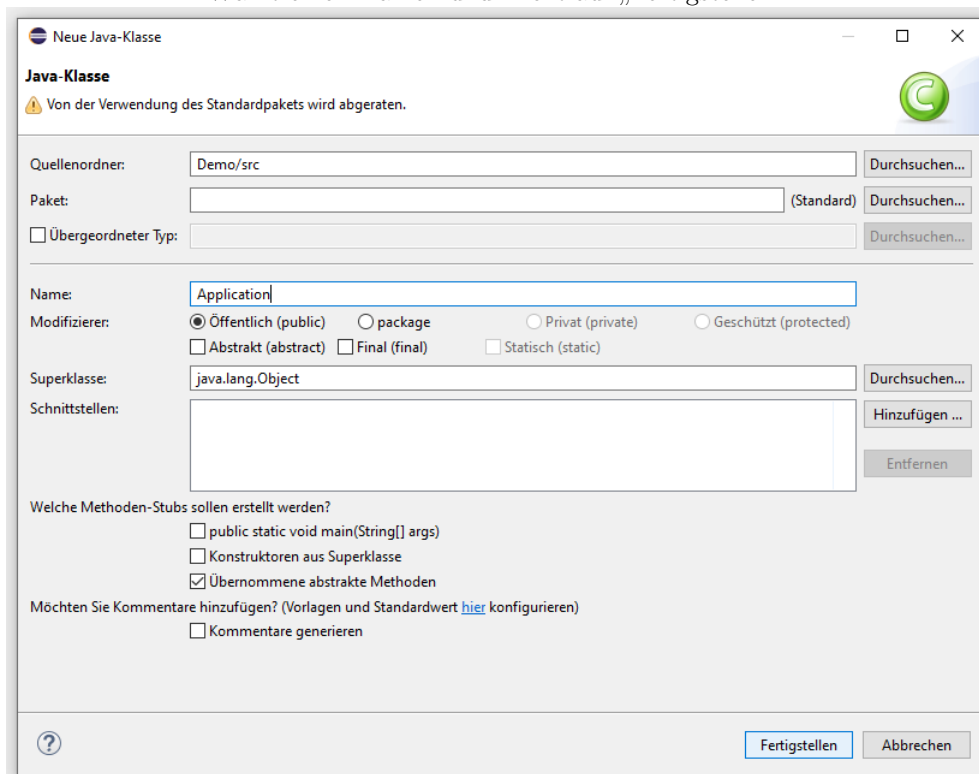 Neue Java-Klasse
Java-Klasse
Von der Verwendung des Standardpakets wird abgeraten.
Quellenordner: Demo/src Durchsuchen...
Paket: (Standard) Durchsuchen...
Übergeordneter Typ: Durchsuchen...
Name: Application
Modifizierer: Öffentlich (public) package Privat (private) Geschützt (protected)
Abstrakt (abstract) Final (final) Statisch (static)
Superklasse: java.lang.Object Durchsuchen...
Schnittstellen: Hinzufügen ...
Entfernen
Welche Methoden-Stubs sollen erstellt werden?
public static void main(String[] args)
Konstruktoren aus Superklasse
Übernommene abstrakte Methoden
Möchten Sie Kommentare hinzufügen? (Vorlagen und Standardwert hier konfigurieren)
Kommentare generieren
? Fertigstellen Abbrechen